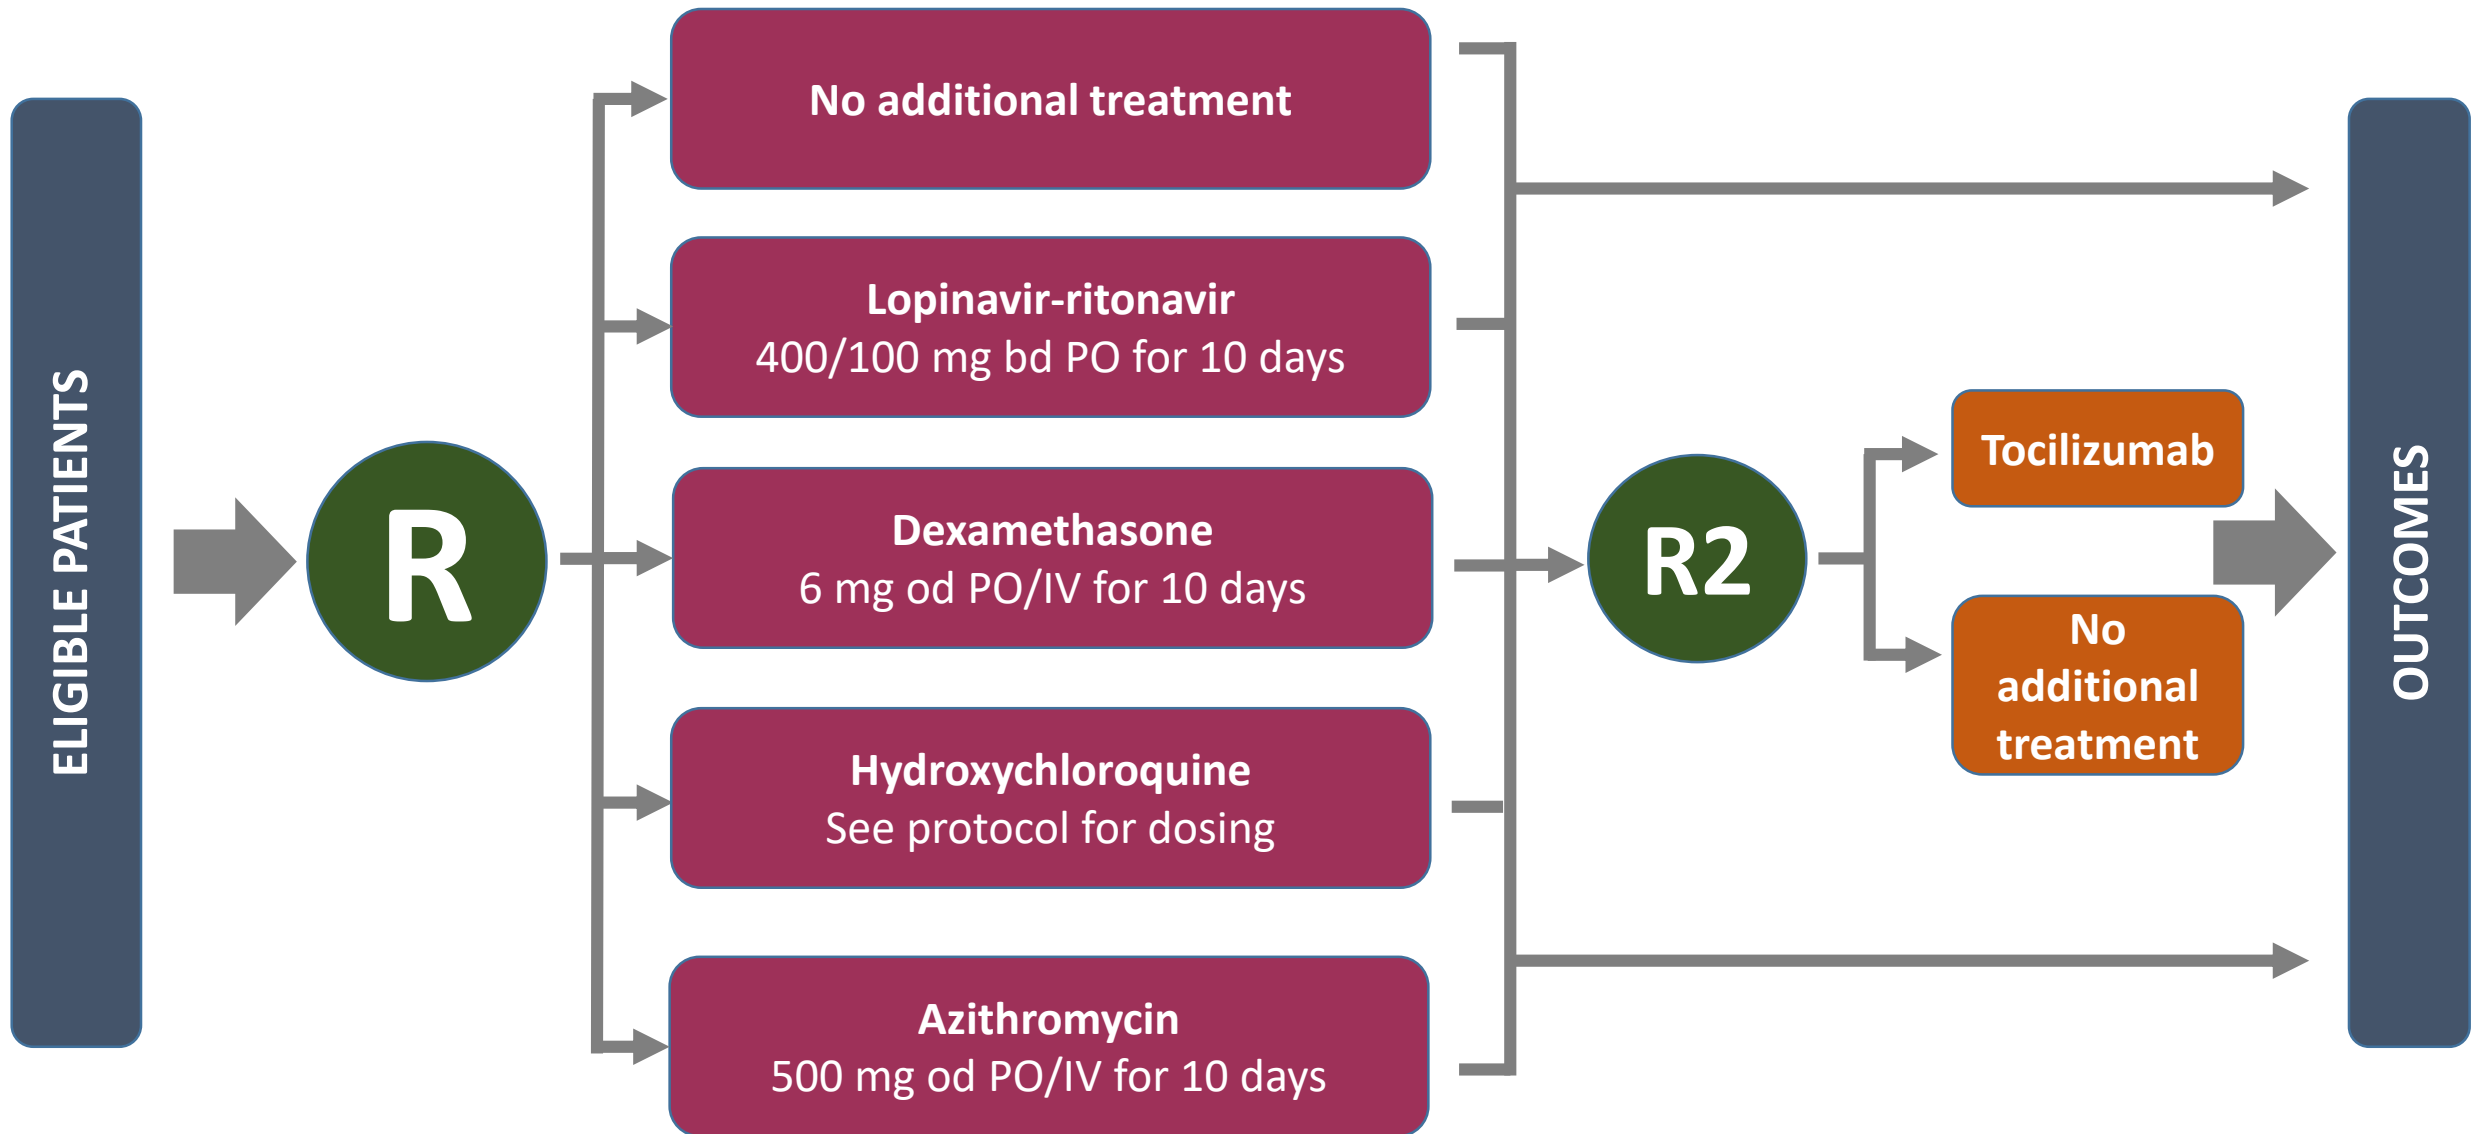 ELIGIBLE PATIENTS
R
No additional treatment
Lopinavir-ritonavir
400/100 mg bd PO for 10 days
Dexamethasone
6 mg od PO/IV for 10 days
Hydroxychloroquine
See protocol for dosing
Azithromycin
500 mg od PO/IV for 10 days
R2
Tocilizumab
No
additional
treatment
OUTCOMES